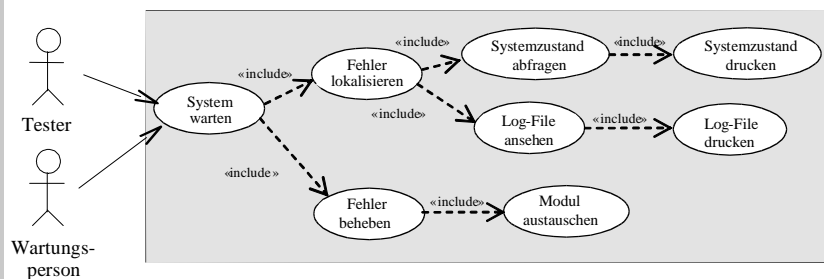 Tester
Wartungs-
person
System
warten
«include»
Fehler
lokalisieren
«include»
Systemzustand
abfragen
«include»
Systemzustand
drucken
«include»
Log-File
ansehen
«include»
Log-File
drucken
«include»
Fehler
beheben
«include»
Modul
austauschen